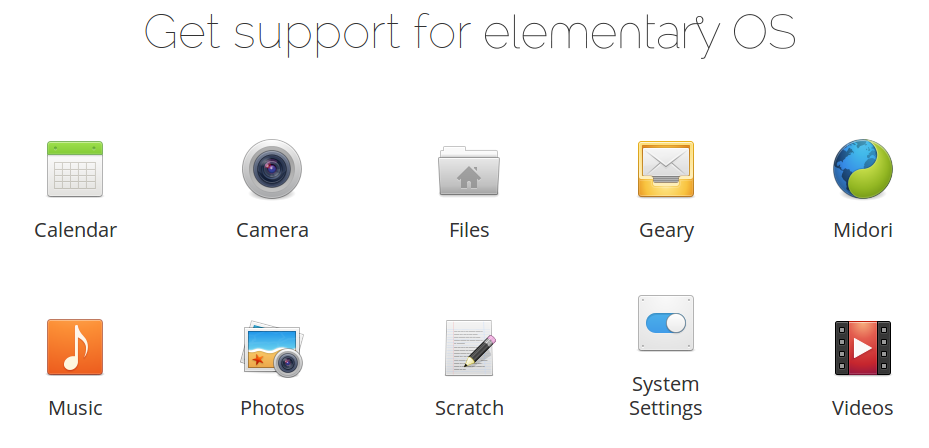 Get support for elementary OS
Calendar
Camera
Files
Geary
Midori
Music
Photos
Scratch
System
Settings
Videos